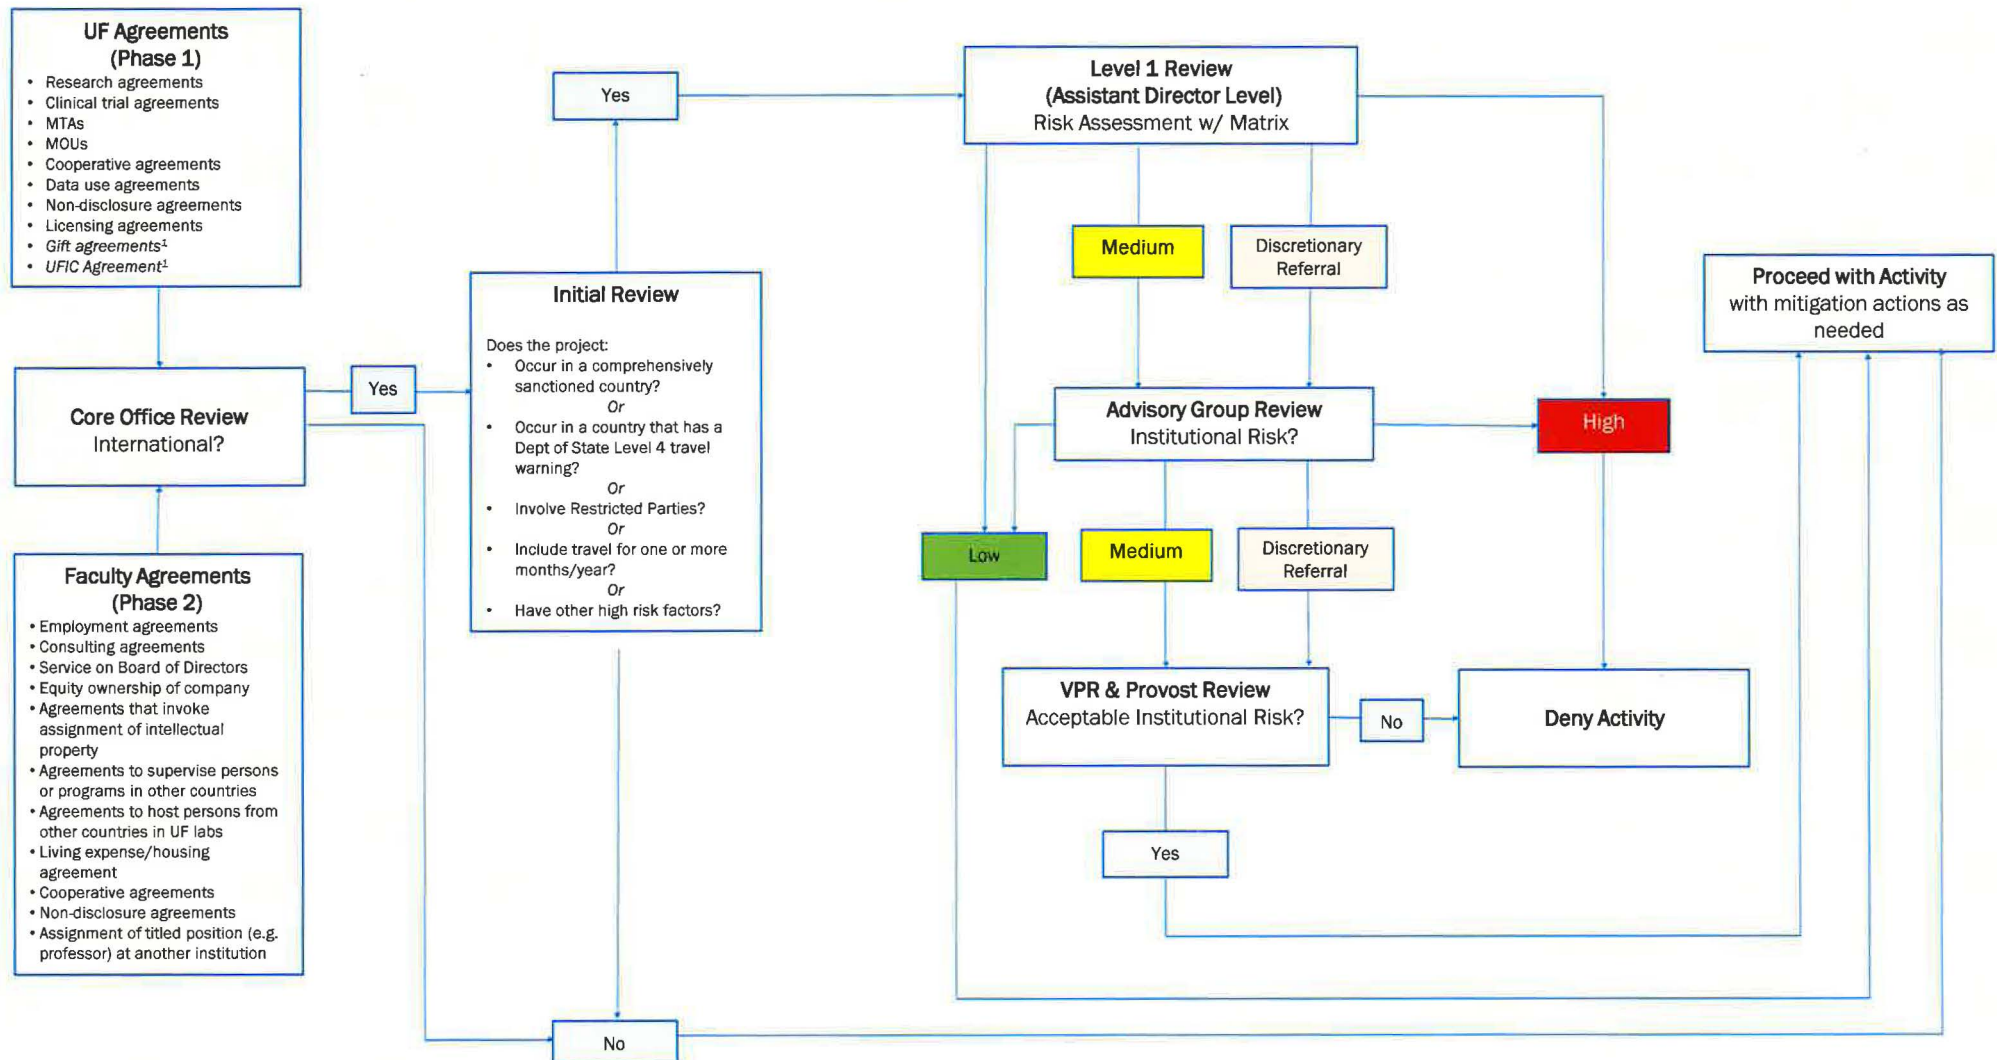 UF Agreements
(Phase 1)
• Research agreements
• Clinical trial agreements
• MTAs
• MOUs
• Cooperative agreements
• Data use agreements
• Non-disclosure agreements
• Licensing agreements
• Gift agreements¹
• UFIC Agreement¹
Core Office Review
International?
Faculty Agreements
(Phase 2)
• Employment agreements
• Consulting agreements
• Service on Board of Directors
• Equity ownership of company
• Agreements that invoke
assignment of intellectual
property
• Agreements to supervise persons
or programs in other countries
• Agreements to host persons from
other countries in UF labs
• Living expense/housing
agreement
• Cooperative agreements
• Non-disclosure agreements
• Assignment of titled position (e.g.
professor) at another institution
Yes
Yes
Initial Review
Does the project:
• Occur in a comprehensively
sanctioned country?
Or
• Occur in a country that has a
Dept of State Level 4 travel
warning?
Or
• Involve Restricted Parties?
Or
• Include travel for one or more
months/year?
Or
• Have other high risk factors?
No
Level 1 Review
(Assistant Director Level)
Risk Assessment w/ Matrix
Medium
Discretionary
Referral
Advisory Group Review
Institutional Risk?
High
Low
Medium
Discretionary
Referral
VPR & Provost Review
Acceptable Institutional Risk?
No
Deny Activity
Yes
Proceed with Activity
with mitigation actions as
needed